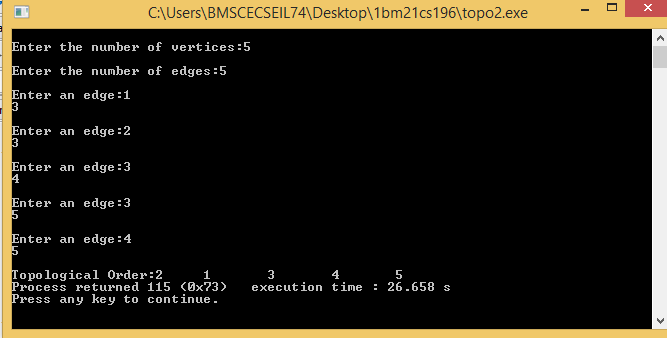 C:\Users\BMSCECSEIL74\Desktop\1bm21cs196\topo2.exe
Enter the number of vertices:5
Enter the number of edges:5
Enter an edge:1
3
Enter an edge:2
3
Enter an edge:3
4
Enter an edge:3
5
Enter an edge:4
5
Topological Order:2 1 3 4 5
Process returned 115 (0x73) execution time : 26.658 s
Press any key to continue.